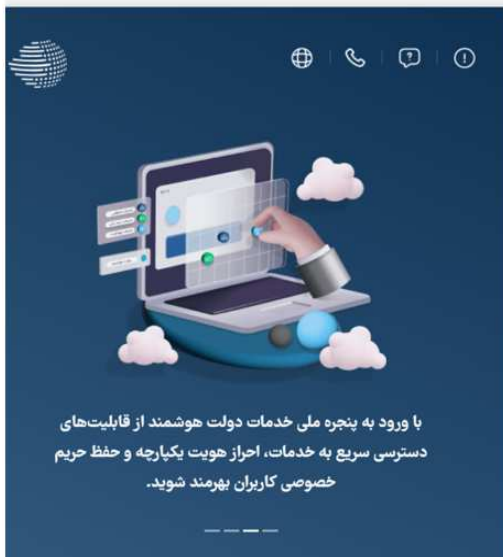 با ورود به پنجره ملی خدمات دولت هوشمند از قابلیت‌های
دسترسی سریع به خدمات، احراز هویت یکپارچه و حفظ حریم
خصوصی کاربران بهرمند شوید.